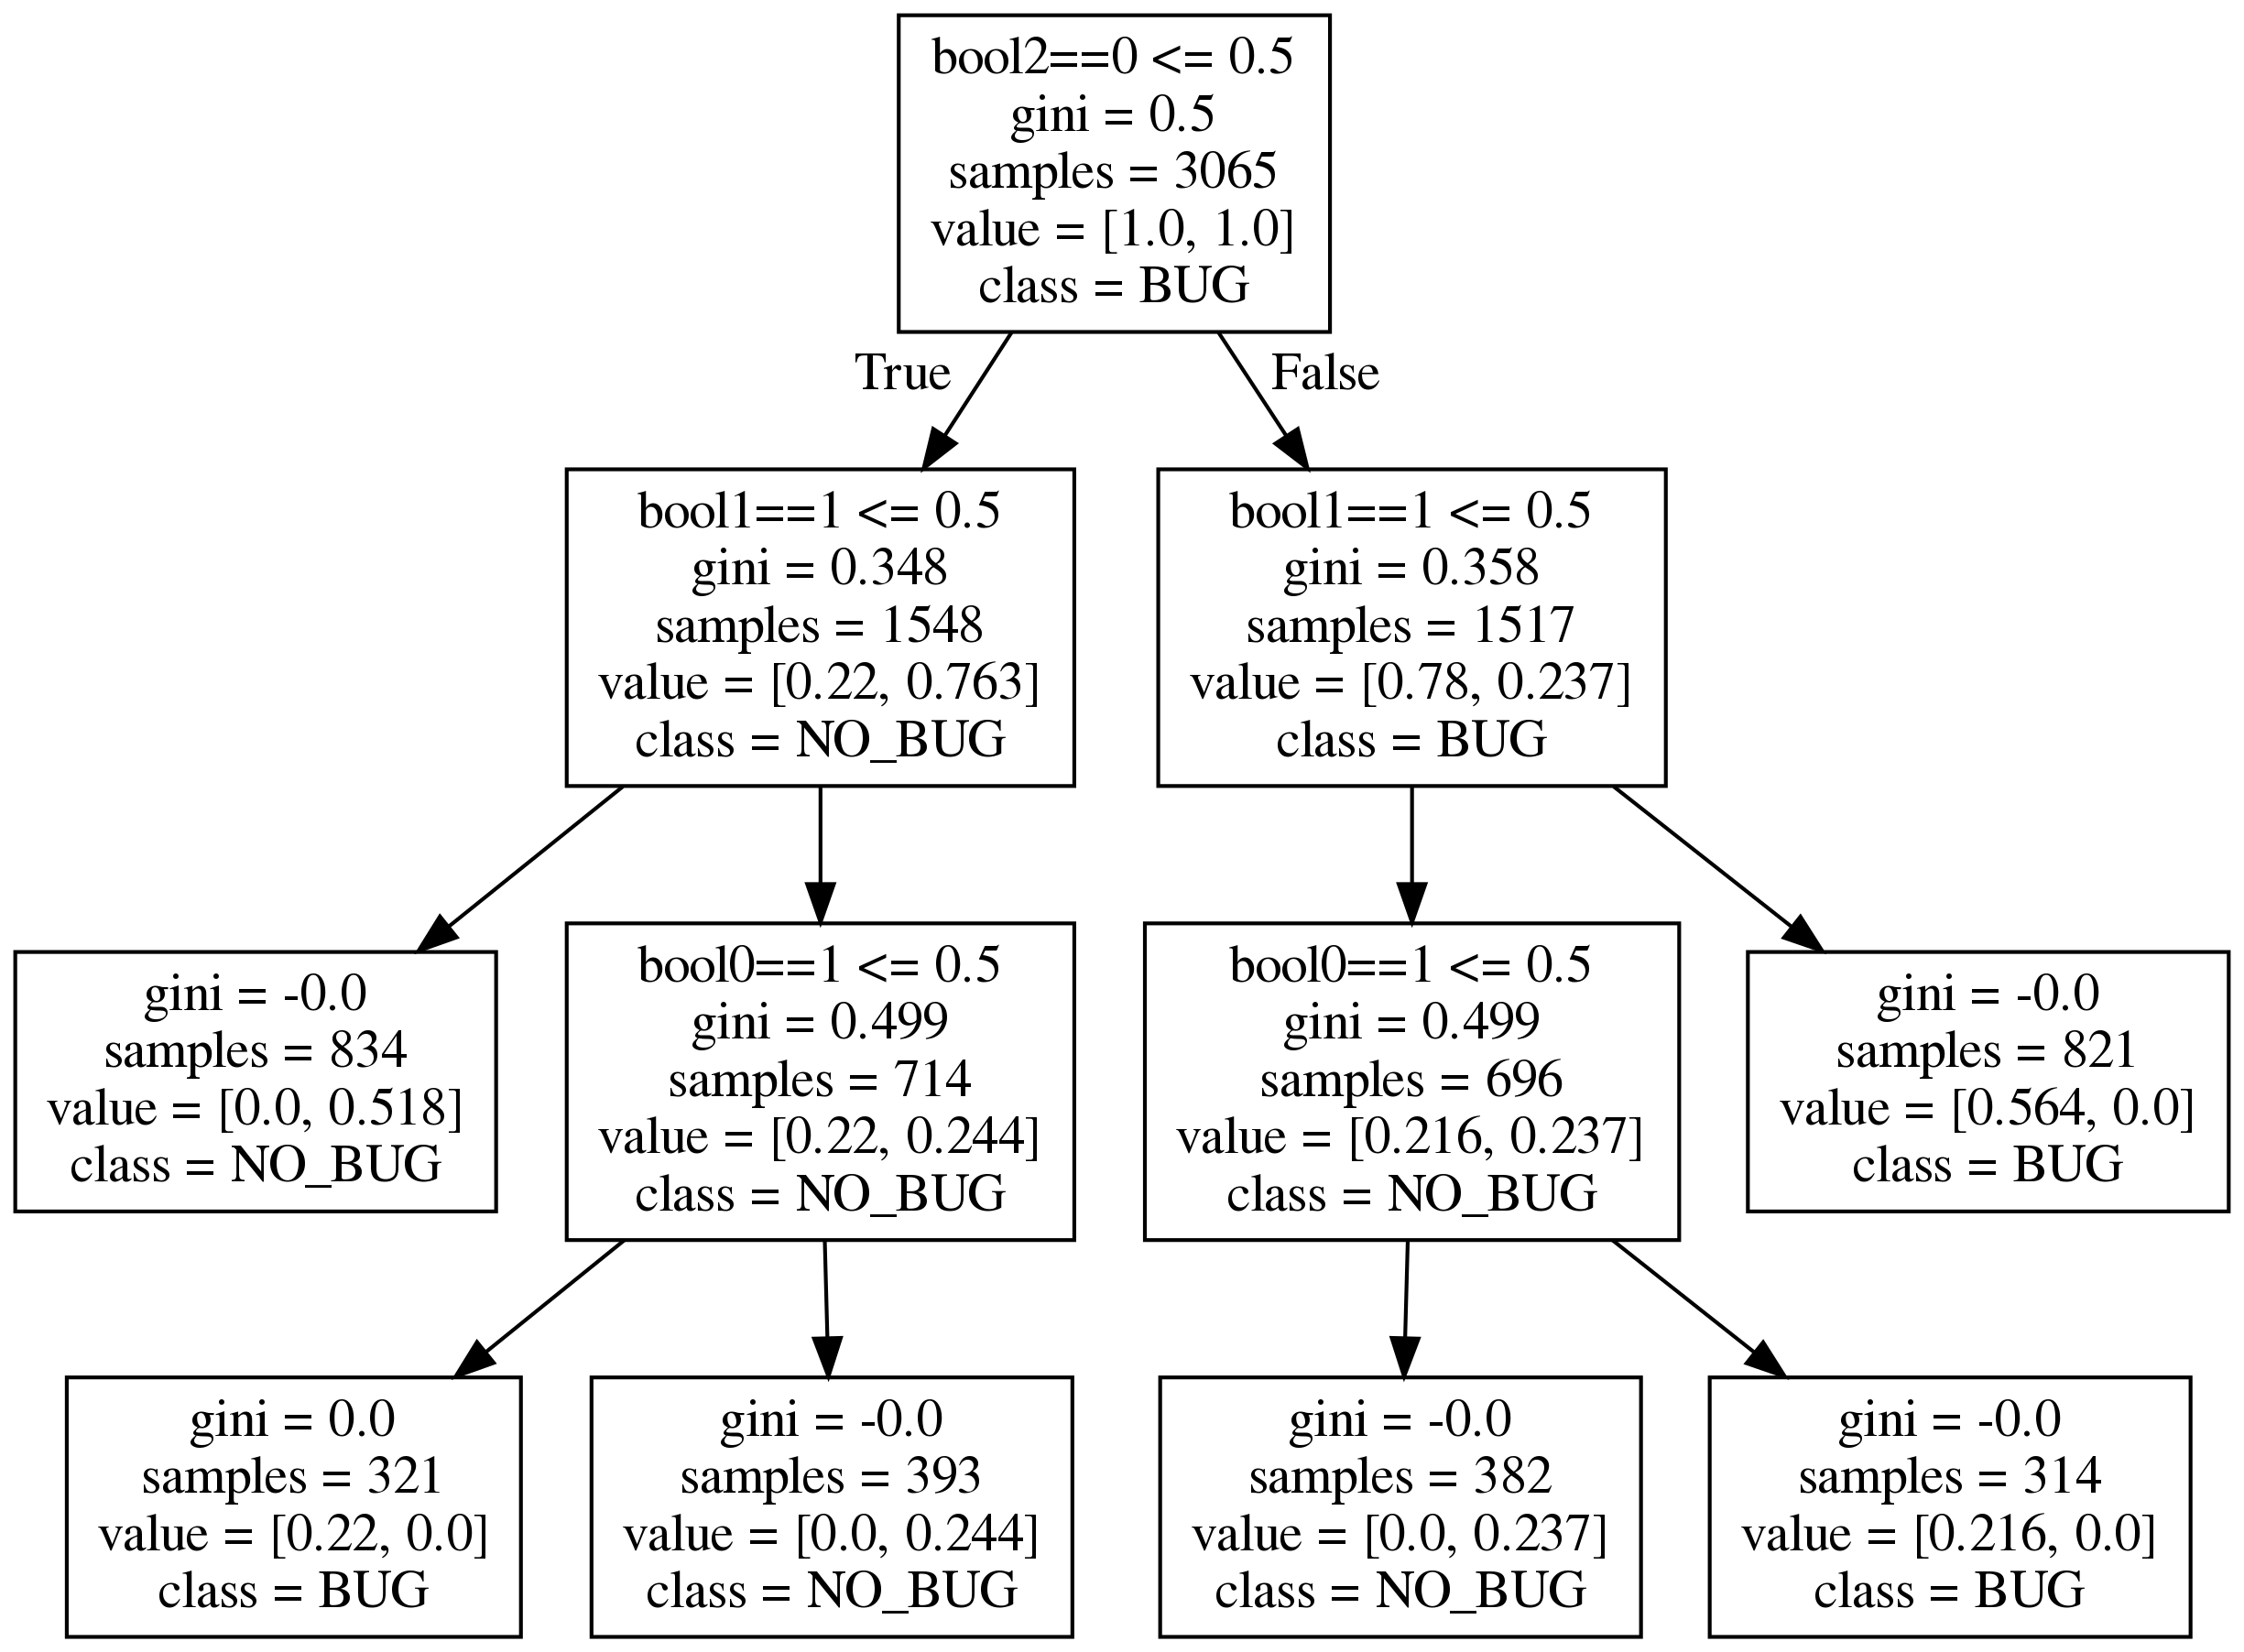 bool2==0 <= 0.5
gini = 0.5
samples = 3065
value = [1.0, 1.0]
class = BUG
True
False
bool1==1 <= 0.5
gini = 0.348
samples = 1548
value = [0.22, 0.763]
class = NO_BUG
bool1==1 <= 0.5
gini = 0.358
samples = 1517
value = [0.78, 0.237]
class = BUG
gini = -0.0
samples = 834
value = [0.0, 0.518]
class = NO_BUG
bool0==1 <= 0.5
gini = 0.499
samples = 714
value = [0.22, 0.244]
class = NO_BUG
bool0==1 <= 0.5
gini = 0.499
samples = 696
value = [0.216, 0.237]
class = NO_BUG
gini = -0.0
samples = 821
value = [0.564, 0.0]
class = BUG
gini = 0.0
samples = 321
value = [0.22, 0.0]
class = BUG
gini = -0.0
samples = 393
value = [0.0, 0.244]
class = NO_BUG
gini = -0.0
samples = 382
value = [0.0, 0.237]
class = NO_BUG
gini = -0.0
samples = 314
value = [0.216, 0.0]
class = BUG